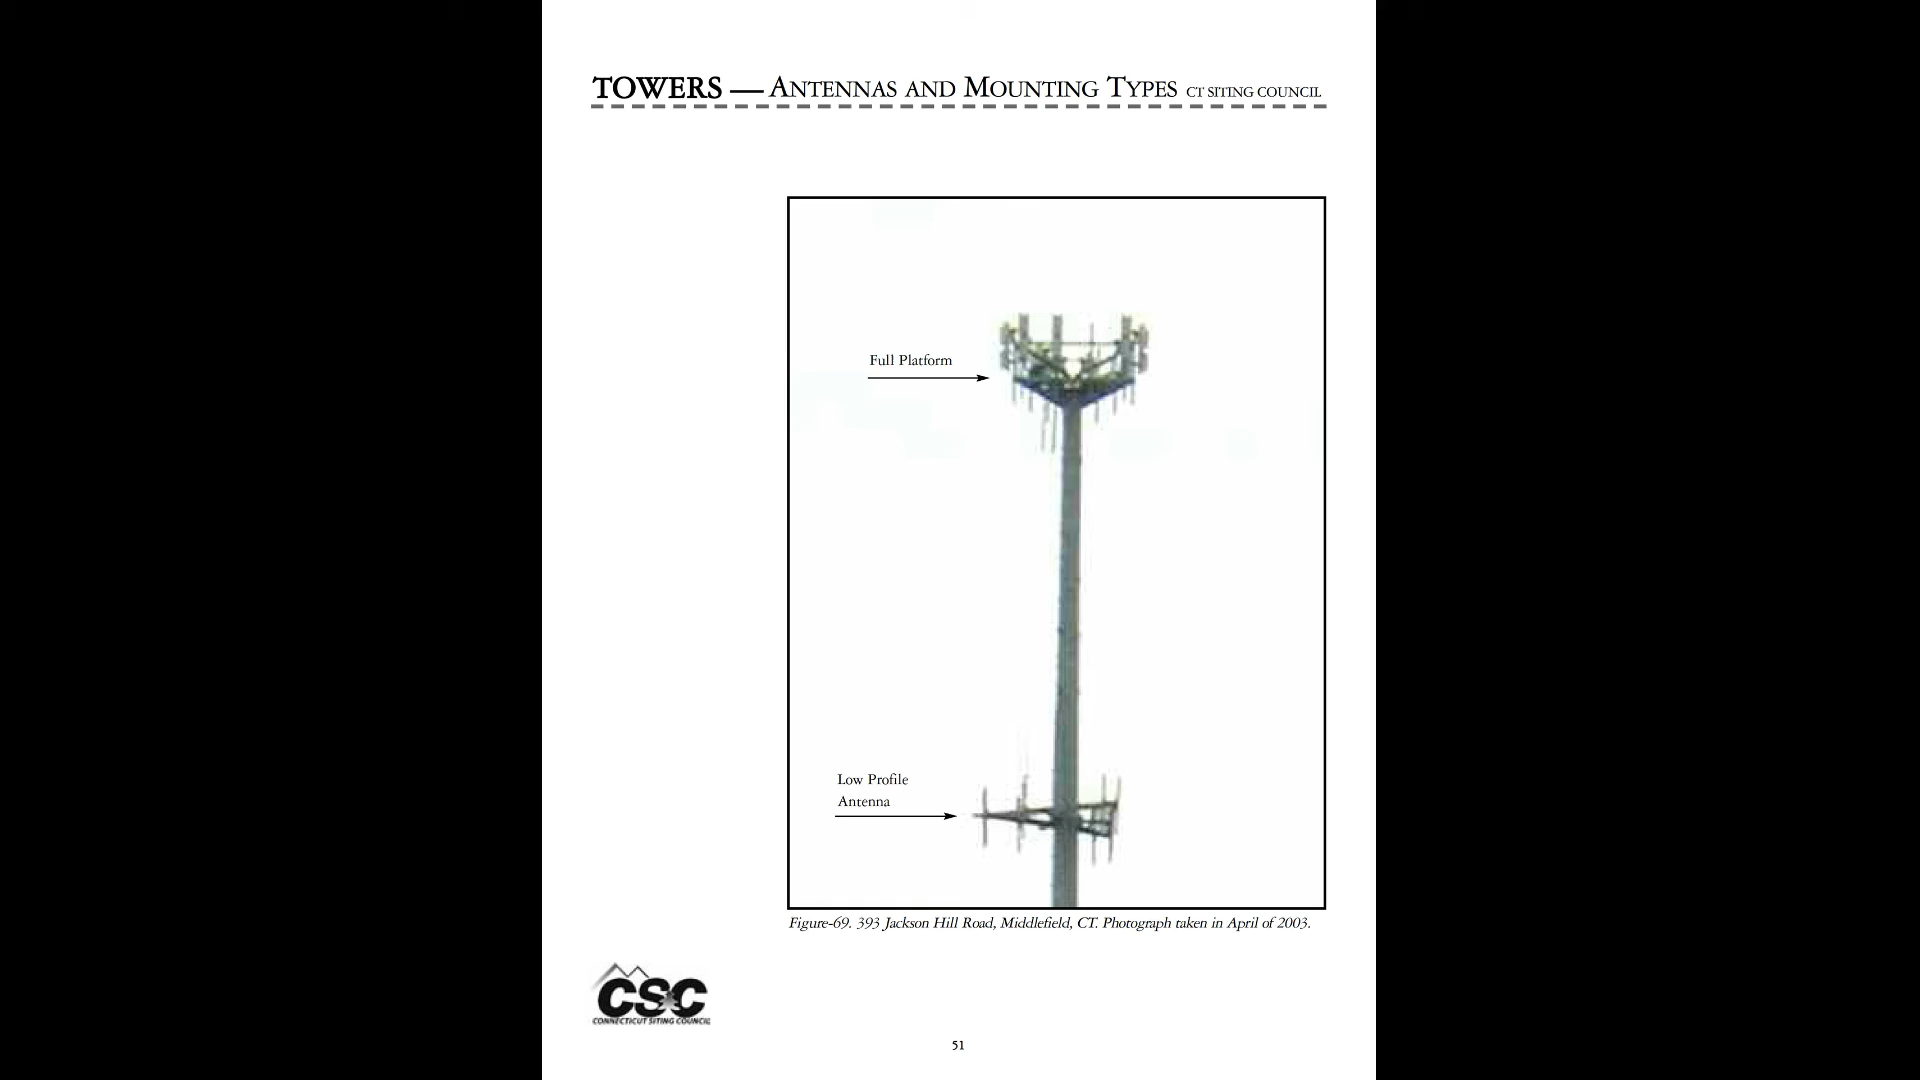 TOWERS — ANTENNAS AND MOUNTING TYPES CT SITING COUNCIL
Full Platform
Low Profile
Antenna
Figure-69. 393 Jackson Hill Road, Middlefield, CT. Photograph taken in April of 2003.
CSC
CONNECTICUT SITING COUNCIL
51